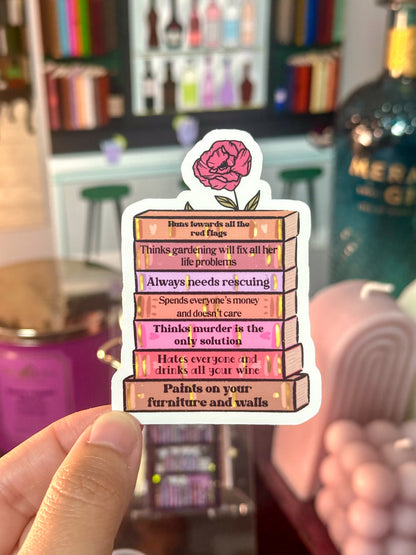 Runs towards all the
red flags
Thinks gardening will fix all her
life problems
Always needs rescuing
Spends everyone's money
and doesn't care
Thinks murder is the
only solution
Hates everyone and
drinks all your wine
Paints on your
furniture and walls
MERMA
GIN